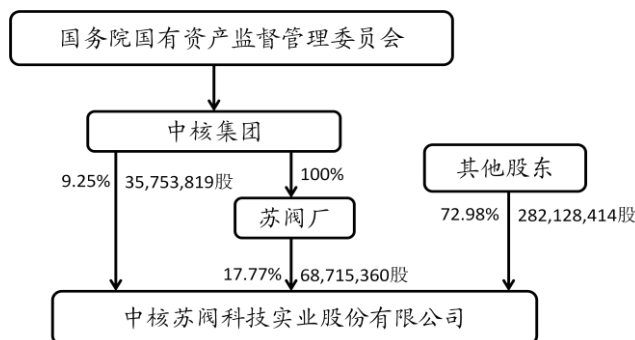 国务院国有资产监督管理委员会
中核集团
9.25% 35,753,819股
100%
其他股东
苏阀厂
72.98% 282,128,414股
17.77% 68,715,360股
中核苏阀科技实业股份有限公司